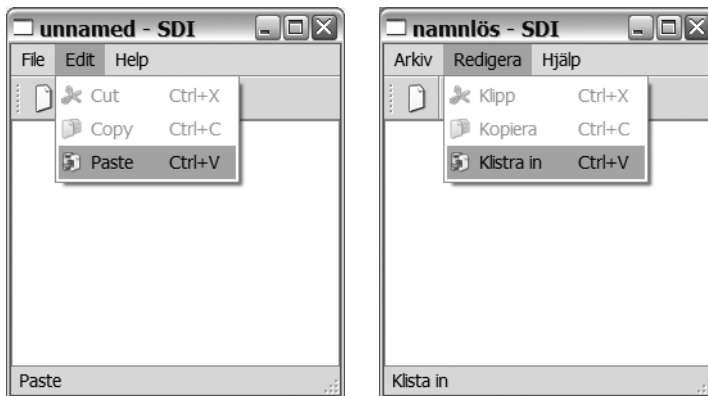 unnamed - SDI
File Edit Help
Cut Ctrl+X
Copy Ctrl+C
Paste Ctrl+V
Paste
namnlös - SDI
Arkiv Redigera Hjälp
Klipp Ctrl+X
Kopiera Ctrl+C
Klistra in Ctrl+V
Klista in